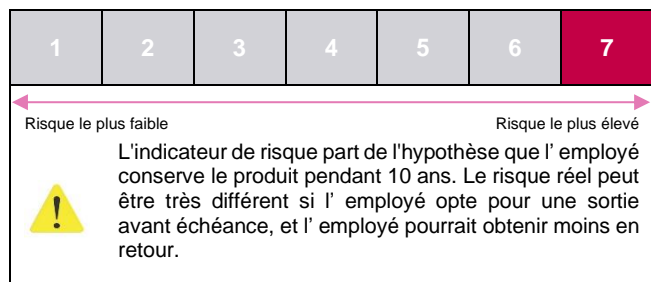 1 2 3 4 5 6 7
Risque le plus faible Risque le plus élevé
L'indicateur de risque part de l'hypothèse que l' employé
conserve le produit pendant 10 ans. Le risque réel peut
être très différent si l' employé opte pour une sortie
avant échéance, et l' employé pourrait obtenir moins en
retour.